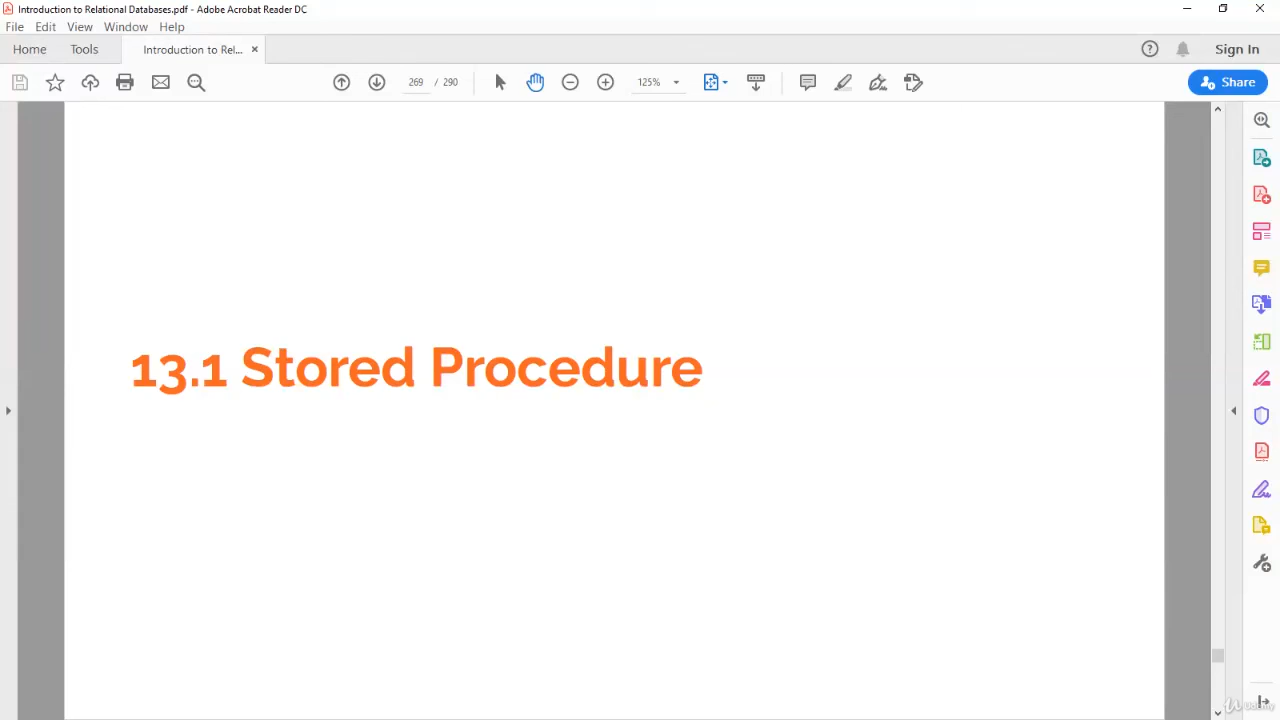 Introduction to Relational Databases.pdf - Adobe Acrobat Reader DC
File Edit View Window Help
Home Tools Introduction to Rel... × Sign In
269 / 290 125% Share
13.1 Stored Procedure
Udemy